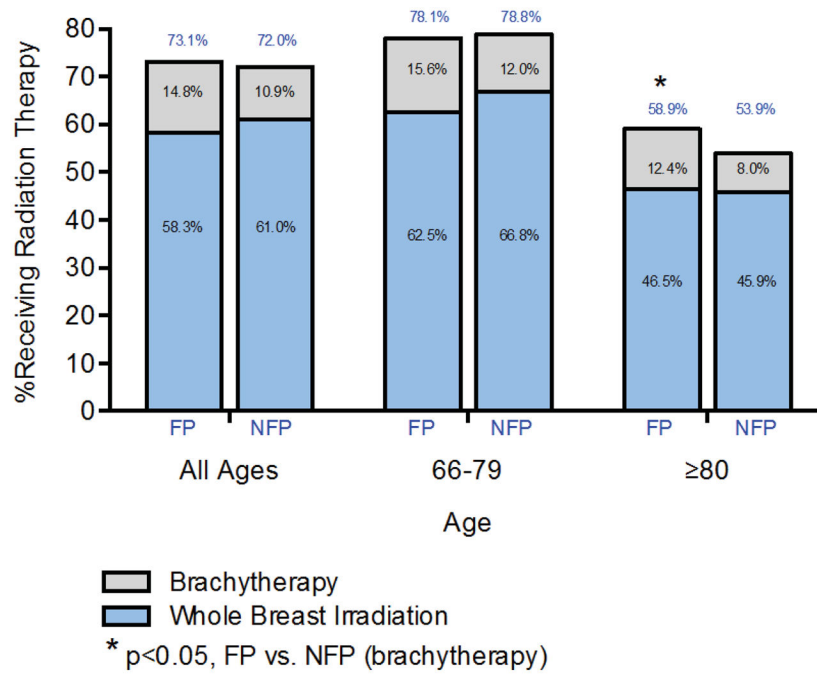 %Receiving Radiation Therapy
80
70
60
50
40
30
20
10
0
73.1% 72.0%
14.8% 10.9%
58.3% 61.0%
78.1% 78.8%
15.6% 12.0%
62.5% 66.8%
*
58.9% 53.9%
12.4% 8.0%
46.5% 45.9%
FP NFP FP NFP FP NFP
All Ages 66-79 ≥80
Age
Brachytherapy
Whole Breast Irradiation
* p<0.05, FP vs. NFP (brachytherapy)